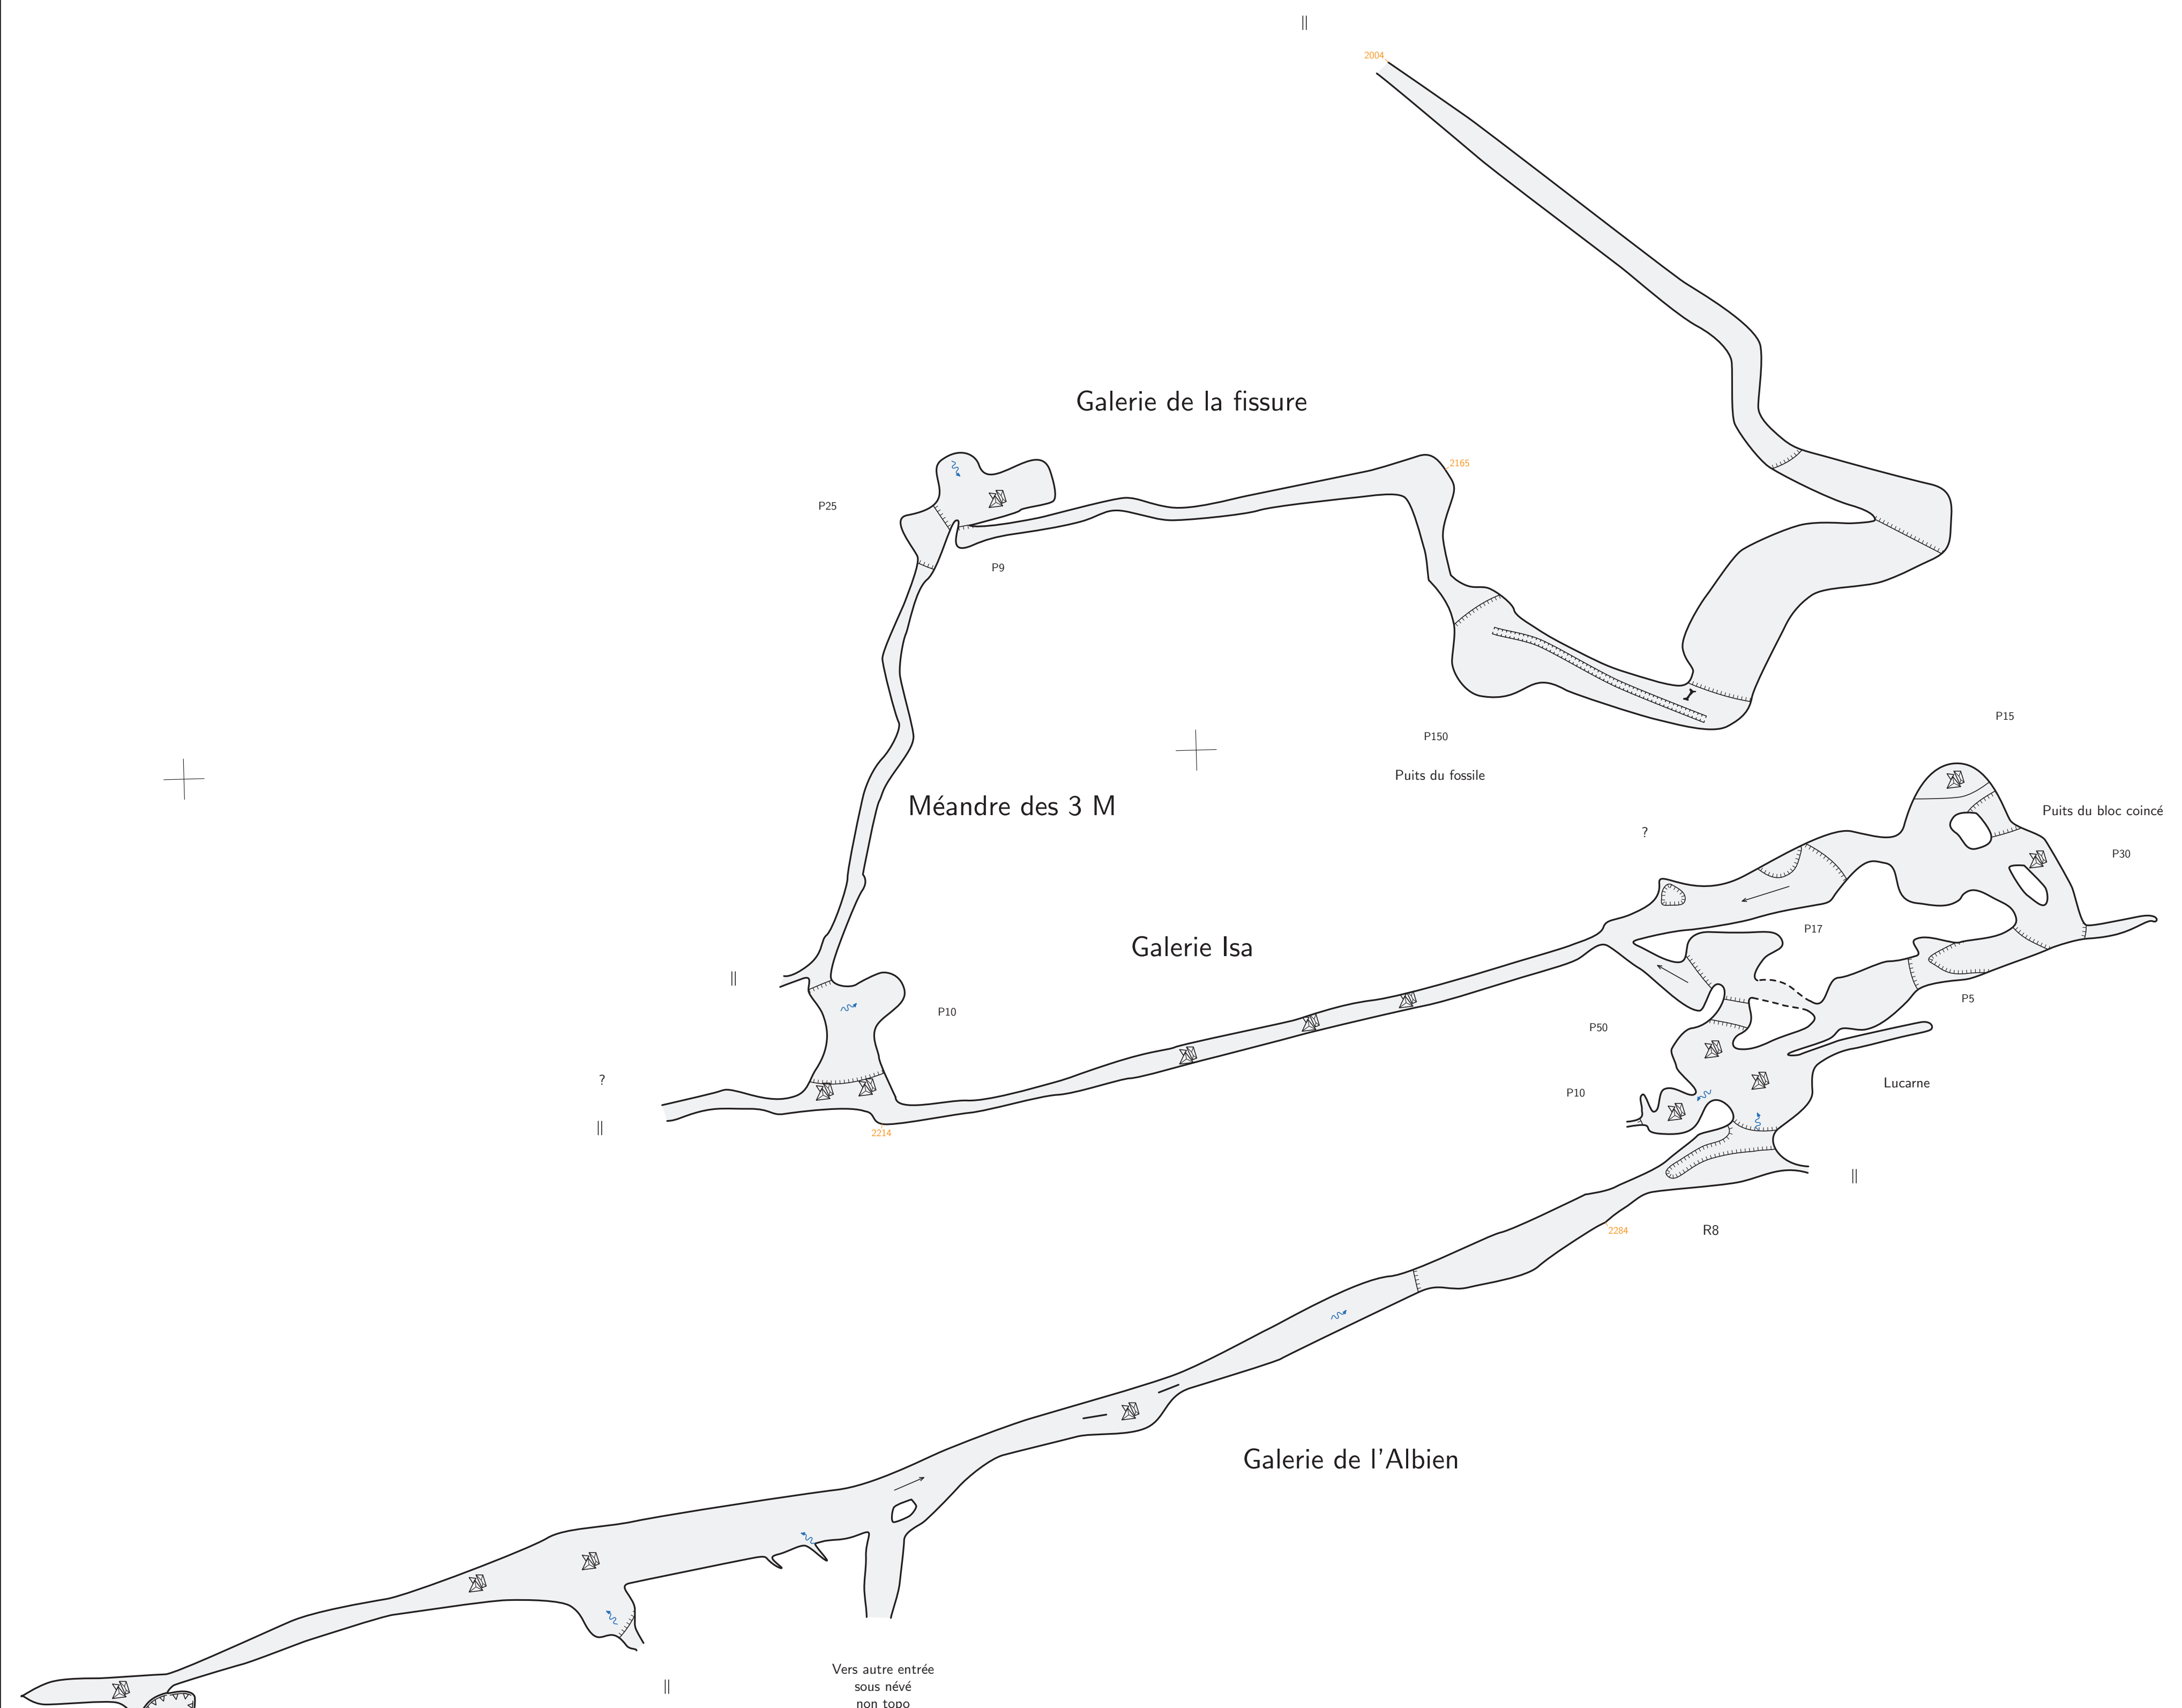 2004
Galerie de la fissure
2165
P25
P9
P15
P150
Puits du fossile
Méandre des 3 M
Puits du bloc coincé
?
P30
P17
Galerie Isa
P5
P10
P50
?
Lucarne
P10
2214
R8
2284
Galerie de l'Albien
Vers autre entrée
sous névé
non topo